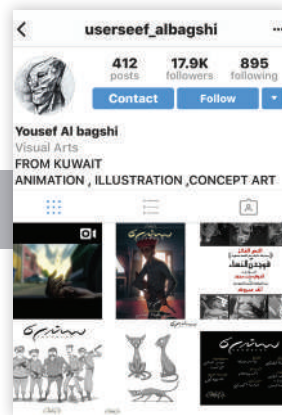 userseef_albagshi
412 17.9K 895
posts followers following
Contact Follow
Yousef Al bagshi
Visual Arts
FROM KUWAIT
ANIMATION , ILLUSTRATION ,CONCEPT ART